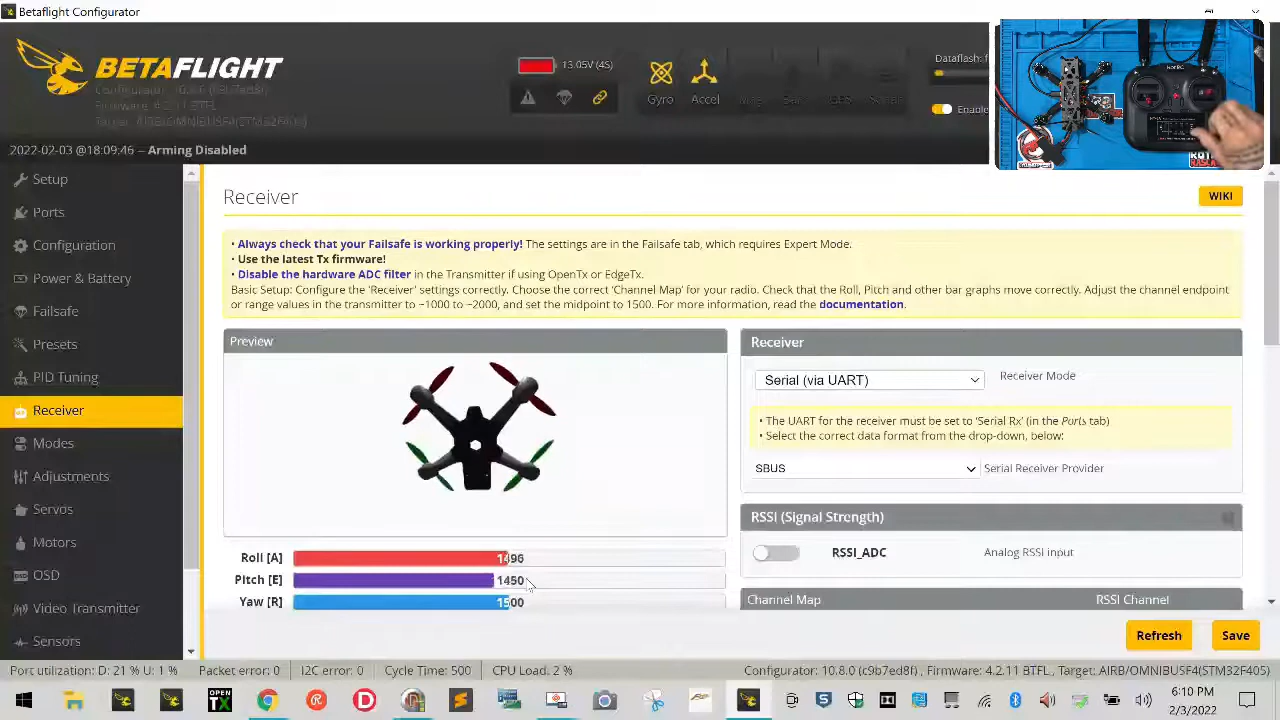 Betaflight Configurator
BETAFLIGHT
13.05V (4S)
Dataflash: f
Gyro
Accel
Enable
2022-02-03 @18:09:46 – Arming Disabled
Setup
Ports
Configuration
Power & Battery
Failsafe
Presets
PID Tuning
Receiver
Modes
Adjustments
Servos
Motors
OSD
Video Transmitter
Sensors
Receiver
WIKI
• Always check that your Failsafe is working properly! The settings are in the Failsafe tab, which requires Expert Mode.
• Use the latest Tx firmware!
• Disable the hardware ADC filter in the Transmitter if using OpenTx or EdgeTx.
Basic Setup: Configure the 'Receiver' settings correctly. Choose the correct 'Channel Map' for your radio. Check that the Roll, Pitch and other bar graphs move correctly. Adjust the channel endpoint
or range values in the transmitter to ~1000 to ~2000, and set the midpoint to 1500. For more information, read the documentation.
Preview
Roll [A] 1496
Pitch [E] 1450
Yaw [R] 1500
Receiver
Serial (via UART) Receiver Mode
• The UART for the receiver must be set to 'Serial Rx' (in the Ports tab)
• Select the correct data format from the drop-down, below:
SBUS Serial Receiver Provider
RSSI (Signal Strength)
RSSI_ADC Analog RSSI input
Channel Map RSSI Channel
Refresh Save
Port utilization: D: 21 % U: 1 % Packet error: 0 I2C error: 0 Cycle Time: 500 CPU Load: 2 % Configurator: 10.8.0 (c9b7ed8f), Firmware: 4.2.11 BTFL, Target: AIRB/OMNIBUSF4(STM32F405)
OPEN
TX
6:10 PM
2/3/2022